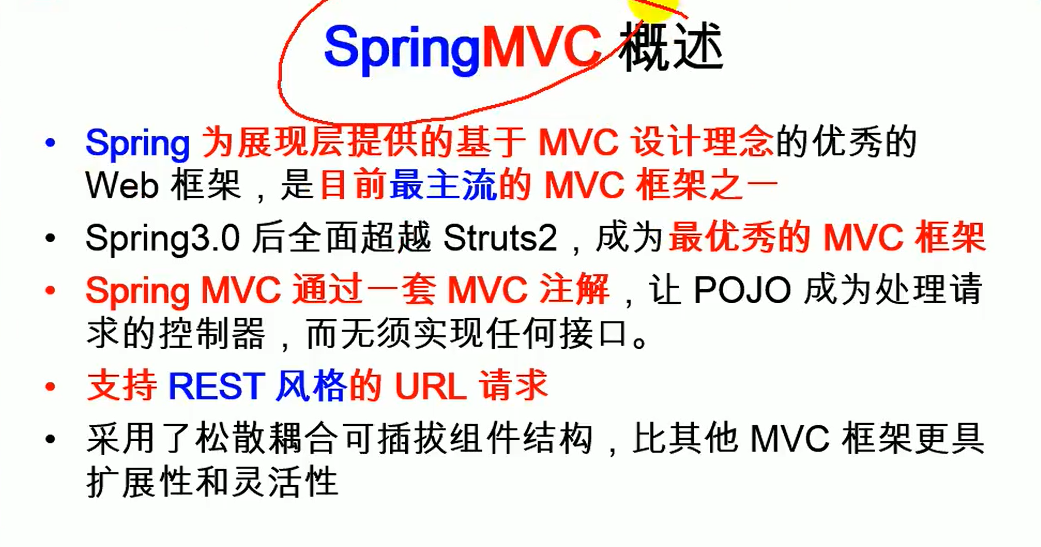 SpringMVC 概述
• Spring 为展现层提供的基于 MVC 设计理念的优秀的
Web 框架，是目前最主流的 MVC 框架之一
• Spring3.0 后全面超越 Struts2，成为最优秀的 MVC 框架
• Spring MVC 通过一套 MVC 注解，让 POJO 成为处理请
求的控制器，而无须实现任何接口。
• 支持 REST 风格的 URL 请求
• 采用了松散耦合可插拔组件结构，比其他 MVC 框架更具
扩展性和灵活性